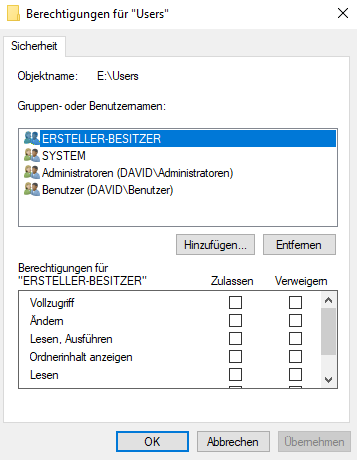 Berechtigungen für "Users"
Sicherheit
Objektname: E:\Users
Gruppen- oder Benutzernamen:
ERSTELLER-BESITZER
SYSTEM
Administratoren (DAVID\Administratoren)
Benutzer (DAVID\Benutzer)
Hinzufügen... Entfernen
Berechtigungen für
"ERSTELLER-BESITZER" Zulassen Verweigern
Vollzugriff
Ändern
Lesen, Ausführen
Ordnerinhalt anzeigen
Lesen
OK Abbrechen Übernehmen